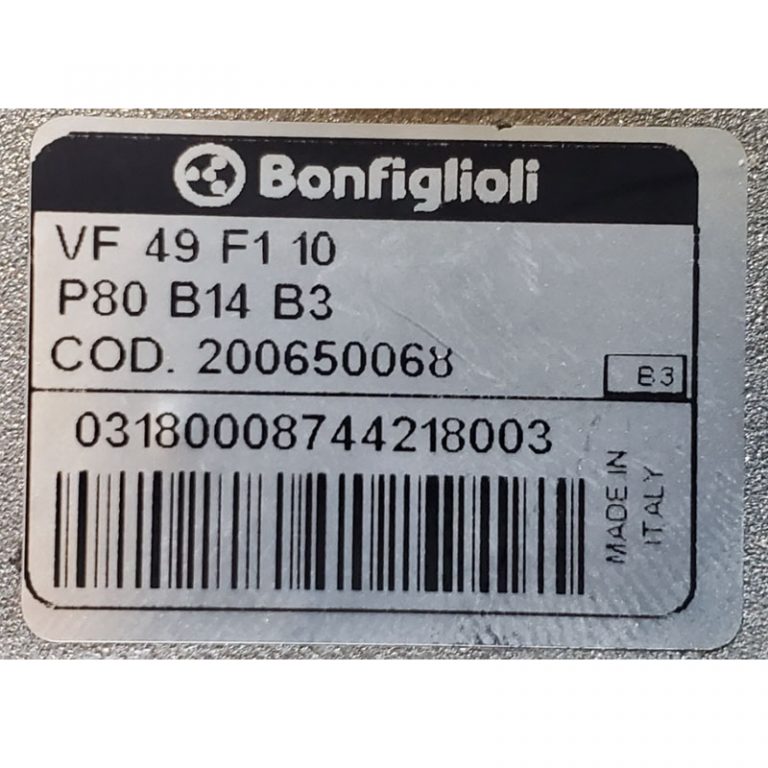 Bonfiglioli
VF 49 F1 10
P80 B14 B3
COD. 200650068
B3
03180008744218003
MADE IN
ITALY